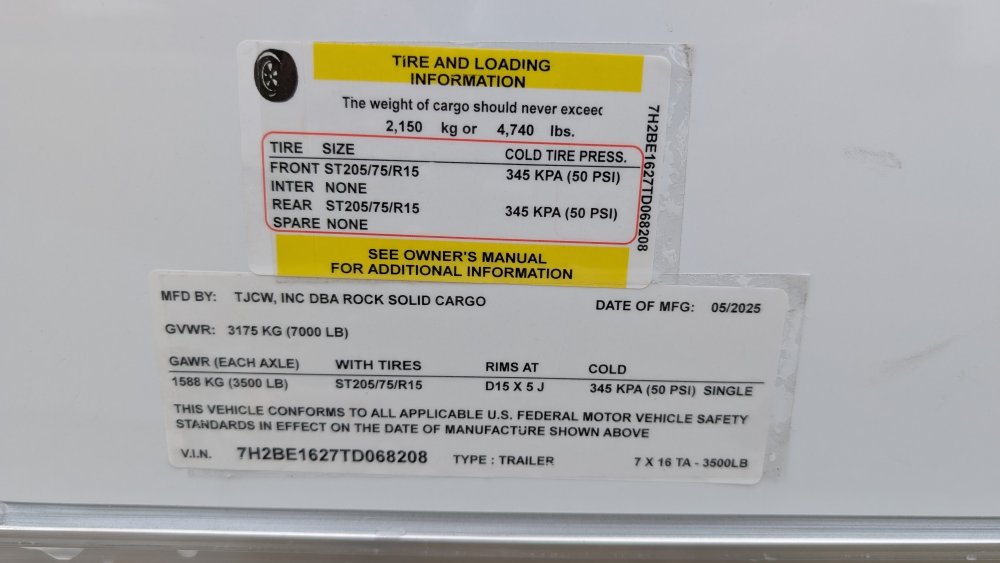 TIRE AND LOADING
INFORMATION
The weight of cargo should never exceed
2,150 kg or 4,740 lbs.
TIRE SIZE COLD TIRE PRESS.
FRONT ST205/75/R15 345 KPA (50 PSI)
INTER NONE
REAR ST205/75/R15 345 KPA (50 PSI)
SPARE NONE
SEE OWNER'S MANUAL
FOR ADDITIONAL INFORMATION
7H2BE1627TD068208
MFD BY: TJCW, INC DBA ROCK SOLID CARGO DATE OF MFG: 05/2025
GVWR: 3175 KG (7000 LB)
GAWR (EACH AXLE) WITH TIRES RIMS AT COLD
1588 KG (3500 LB) ST205/75/R15 D15 X 5 J 345 KPA (50 PSI) SINGLE
THIS VEHICLE CONFORMS TO ALL APPLICABLE U.S. FEDERAL MOTOR VEHICLE SAFETY
STANDARDS IN EFFECT ON THE DATE OF MANUFACTURE SHOWN ABOVE
V.I.N. 7H2BE1627TD068208 TYPE : TRAILER 7 X 16 TA - 3500LB